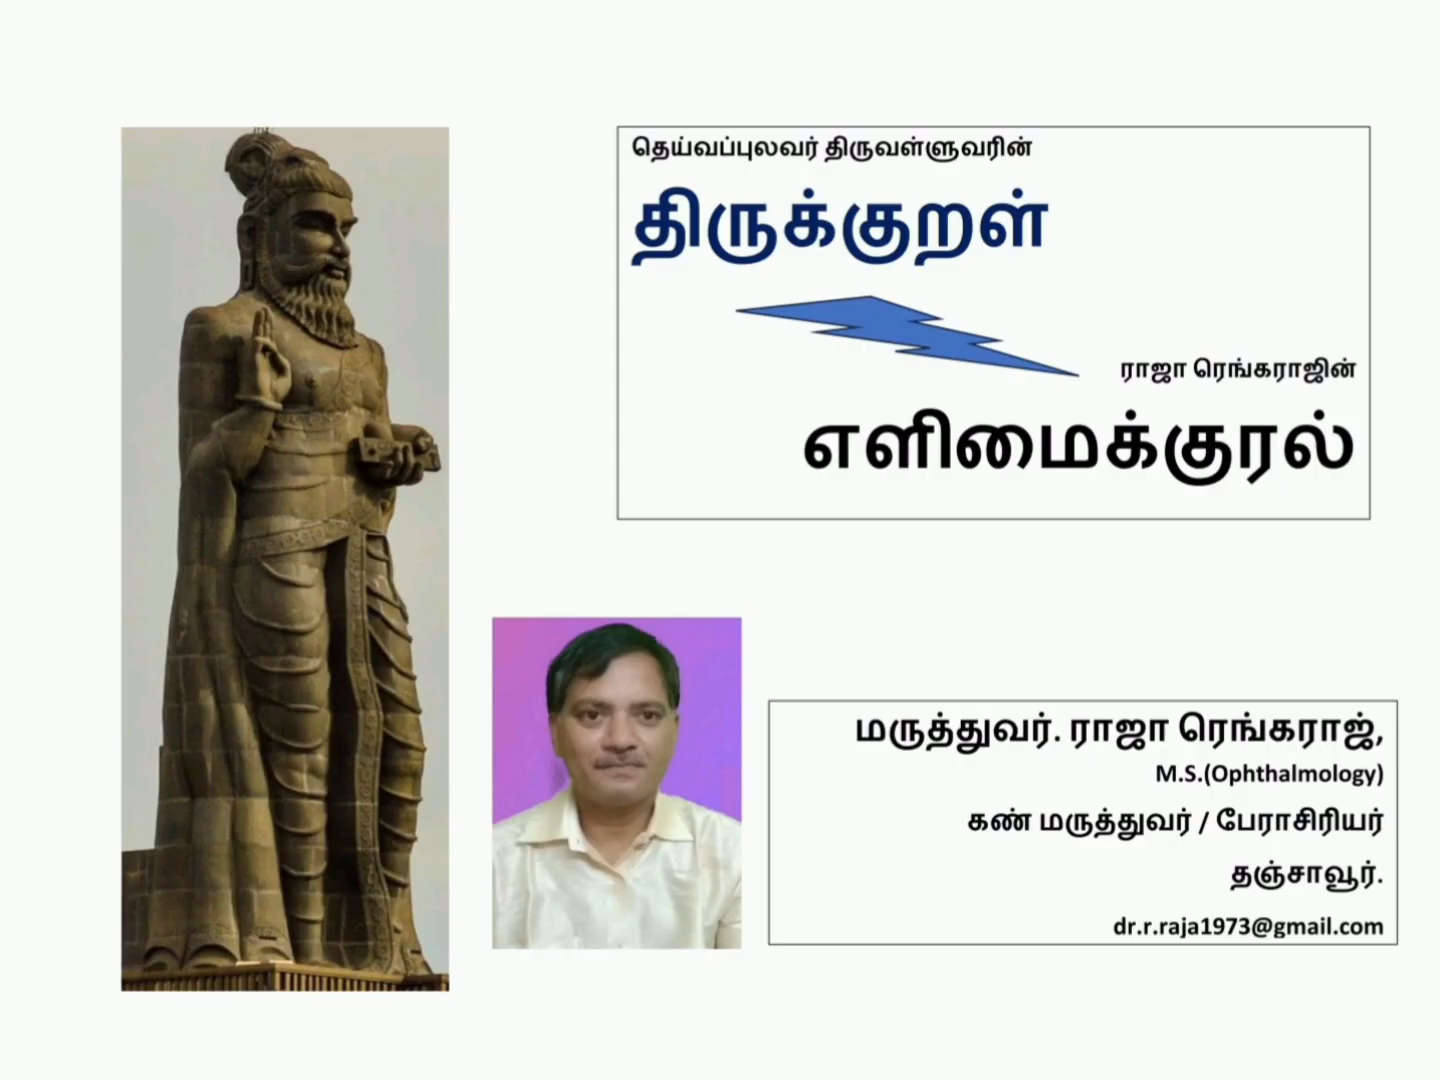 தெய்வப்புலவர் திருவள்ளுவரின்
திருக்குறள்
ராஜா ரெங்கராஜின்
எளிமைக்குரல்
மருத்துவர். ராஜா ரெங்கராஜ்,
M.S.(Ophthalmology)
கண் மருத்துவர் / பேராசிரியர்
தஞ்சாவூர்.
dr.r.raja1973@gmail.com